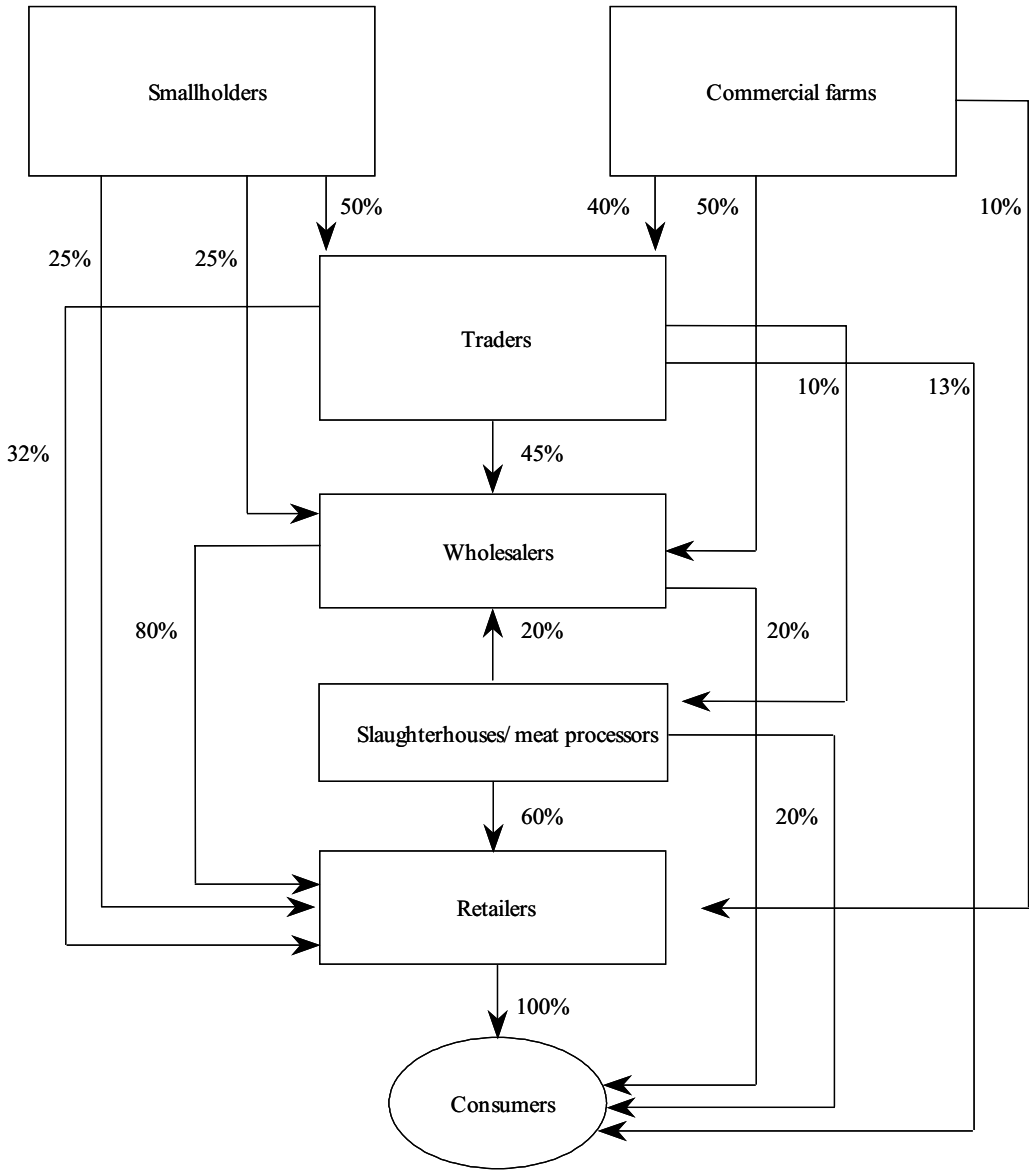 Smallholders
Commercial farms
50%
40%
50%
10%
25%
25%
Traders
10%
13%
32%
45%
Wholesalers
80%
20%
20%
Slaughterhouses/ meat processors
60%
20%
Retailers
100%
Consumers